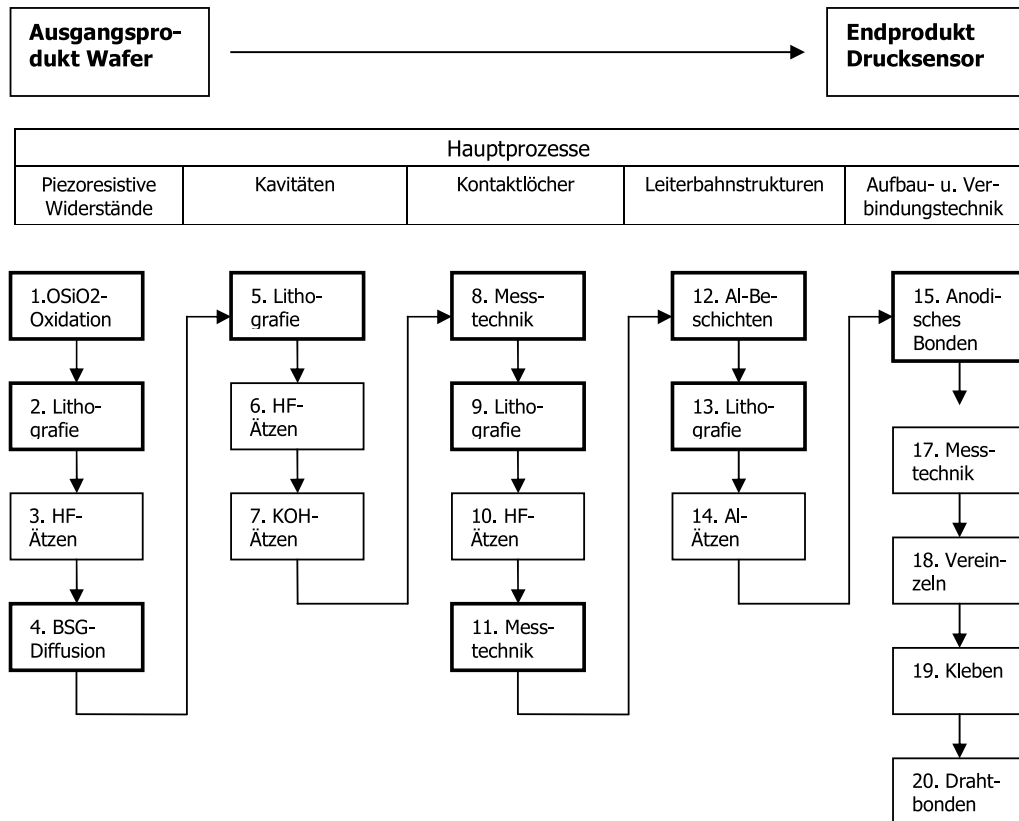 Ausgangspro-
dukt Wafer
Endprodukt
Drucksensor
Hauptprozesse
Piezoresistive
Widerstände
Kavitäten
Kontaktlöcher
Leiterbahnstrukturen
Aufbau- u. Ver-
bindungstechnik
1.OSiO2-
Oxidation
2. Litho-
grafie
3. HF-
Ätzen
4. BSG-
Diffusion
5. Litho-
grafie
6. HF-
Ätzen
7. KOH-
Ätzen
8. Mess-
technik
9. Litho-
grafie
10. HF-
Ätzen
11. Mess-
technik
12. Al-Be-
schichten
13. Litho-
grafie
14. Al-
Ätzen
15. Anodi-
sches
Bonden
17. Mess-
technik
18. Verein-
zeln
19. Kleben
20. Draht-
bonden